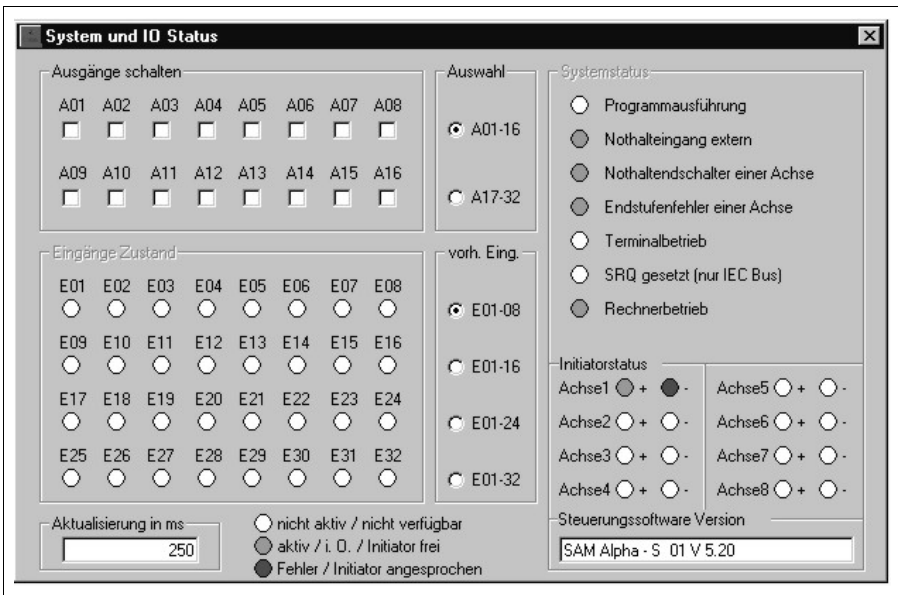 System und IO Status
Ausgänge schalten
A01 A02 A03 A04 A05 A06 A07 A08
A09 A10 A11 A12 A13 A14 A15 A16
Auswahl
A01-16
A17-32
Eingänge Zustand
E01 E02 E03 E04 E05 E06 E07 E08
E09 E10 E11 E12 E13 E14 E15 E16
E17 E18 E19 E20 E21 E22 E23 E24
E25 E26 E27 E28 E29 E30 E31 E32
vorh. Eing.
E01-08
E01-16
E01-24
E01-32
Systemstatus
Programmausführung
Nothalteingang extern
Nothaltendschalter einer Achse
Endstufenfehler einer Achse
Terminalbetrieb
SRQ gesetzt (nur IEC Bus)
Rechnerbetrieb
Initiatorstatus
Achse1 + -
Achse2 + -
Achse3 + -
Achse4 + -
Achse5 + -
Achse6 + -
Achse7 + -
Achse8 + -
Aktualisierung in ms
250
nicht aktiv / nicht verfügbar
aktiv / i. O. / Initiator frei
Fehler / Initiator angesprochen
Steuerungssoftware Version
SAM Alpha - S 01 V 5.20